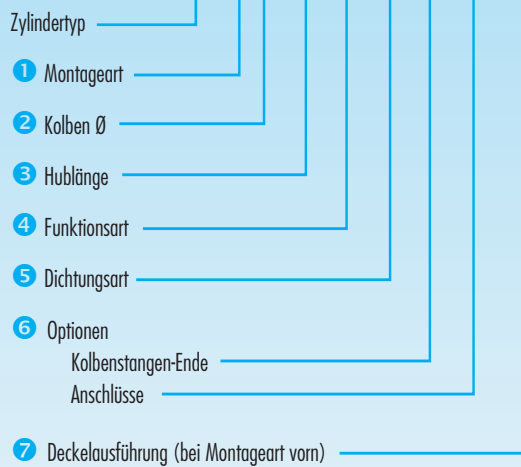 Zylindertyp
1 Montageart
2 Kolben Ø
3 Hublänge
4 Funktionsart
5 Dichtungsart
6 Optionen
Kolbenstangen-Ende
Anschlüsse
7 Deckelausführung (bei Montageart vorn)